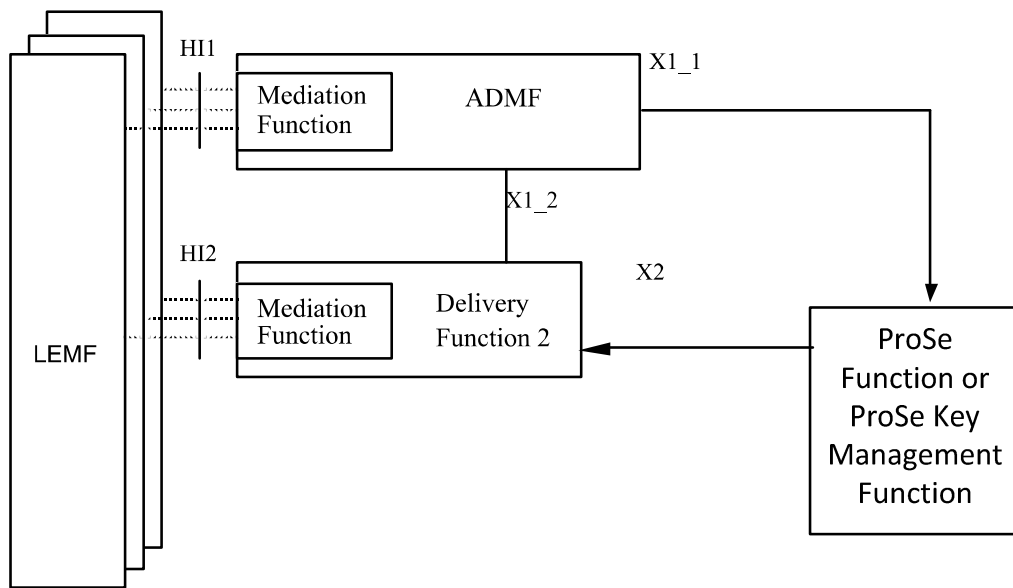 HI1
Mediation
Function
ADMF
X1_1
X1_2
HI2
Mediation
Function
Delivery
Function 2
X2
LEMF
ProSe
Function or
ProSe Key
Management
Function